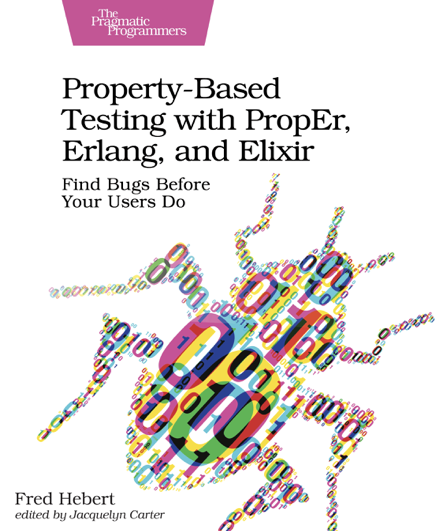 The
Pragmatic
Programmers
Property-Based
Testing with PropEr,
Erlang, and Elixir
Find Bugs Before
Your Users Do
Fred Hebert
edited by Jacquelyn Carter